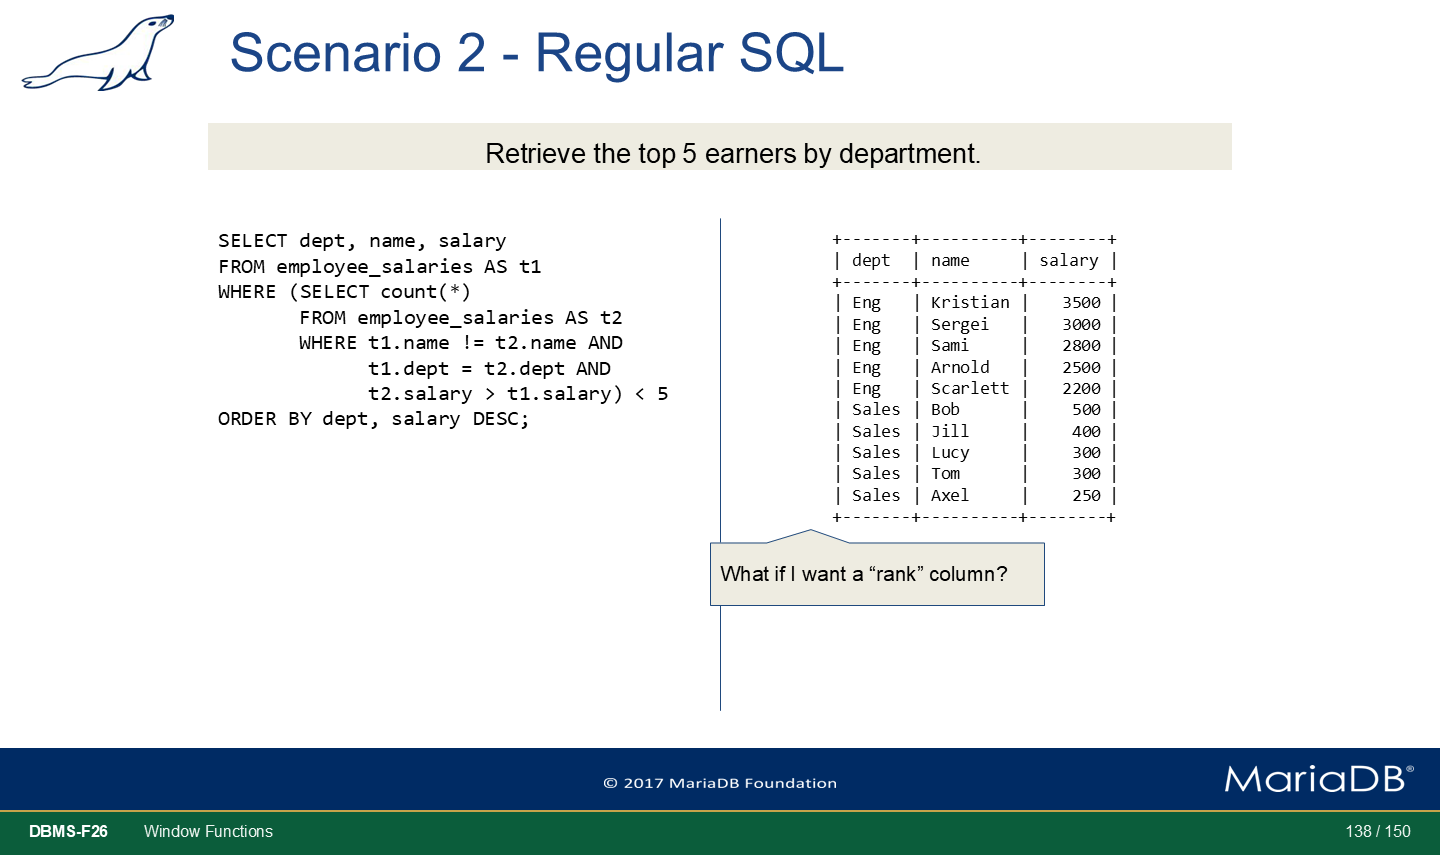 Scenario 2 - Regular SQL
Retrieve the top 5 earners by department.
SELECT dept, name, salary
FROM employee_salaries AS t1
WHERE (SELECT count(*)
       FROM employee_salaries AS t2
       WHERE t1.name != t2.name AND
             t1.dept = t2.dept AND
             t2.salary > t1.salary) < 5
ORDER BY dept, salary DESC;
+-------+----------+--------+
| dept  | name     | salary |
+-------+----------+--------+
| Eng   | Kristian |   3500 |
| Eng   | Sergei   |   3000 |
| Eng   | Sami     |   2800 |
| Eng   | Arnold   |   2500 |
| Eng   | Scarlett |   2200 |
| Sales | Bob      |    500 |
| Sales | Jill     |    400 |
| Sales | Lucy     |    300 |
| Sales | Tom      |    300 |
| Sales | Axel     |    250 |
+-------+----------+--------+
What if I want a “rank” column?
© 2017 MariaDB Foundation
MariaDB®
DBMS-F26 Window Functions 138 / 150